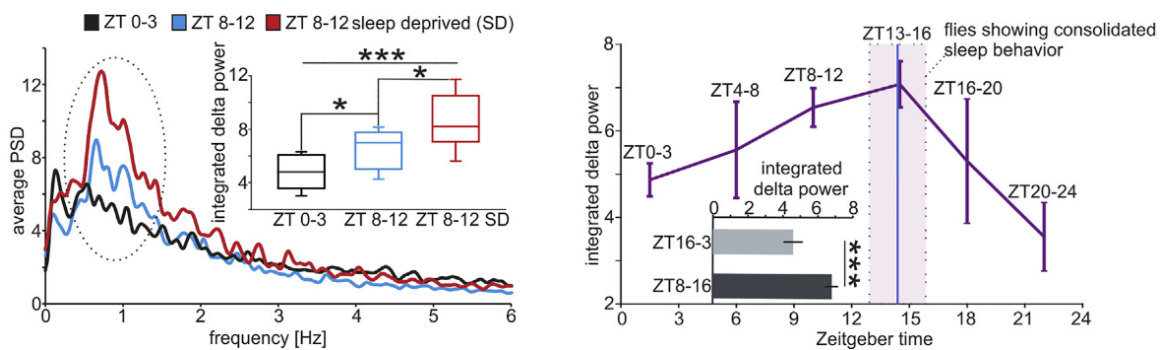 ZT 0-3 ZT 8-12 ZT 8-12 sleep deprived (SD)
average PSD
12
8
4
0
0 1 2 3 4 5 6
frequency [Hz]
integrated delta power
12
8
4
***
* *
ZT 0-3 ZT 8-12 ZT 8-12 SD
integrated delta power
8
6
4
2
ZT13-16
flies showing consolidated
sleep behavior
ZT0-3
ZT4-8
ZT8-12
ZT16-20
ZT20-24
integrated
delta power
0 2 4 6 8
ZT16-3
ZT8-16
***
0 3 6 9 12 15 18 21 24
Zeitgeber time